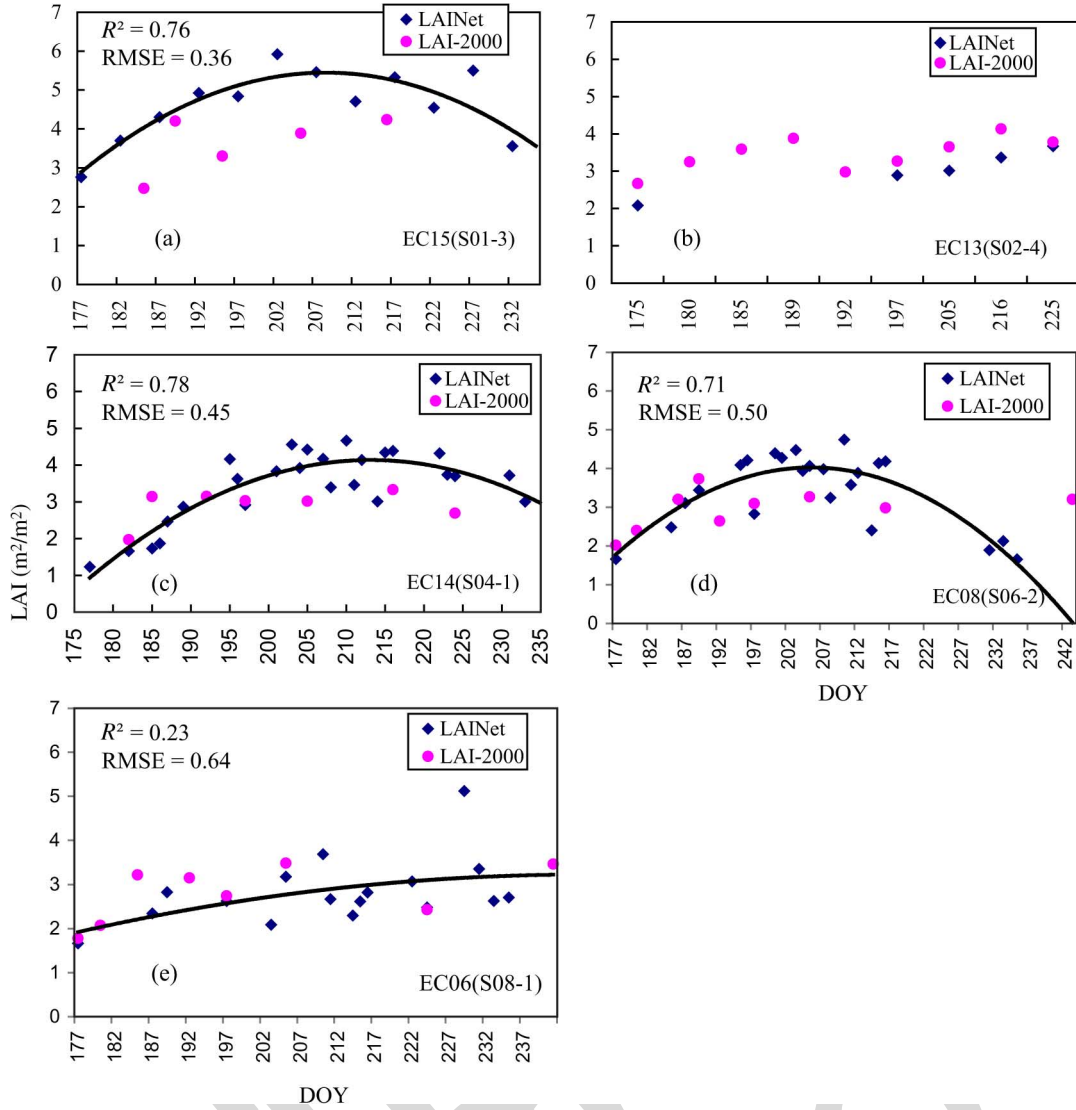 7
6
5
4
3
2
1
0
R² = 0.76
RMSE = 0.36
LAINet
LAI-2000
(a)
EC15(S01-3)
177 182 187 192 197 202 207 212 217 222 227 232
7
6
5
4
3
2
1
0
LAINet
LAI-2000
(b)
EC13(S02-4)
175 180 185 189 192 197 205 216 225
LAI (m²/m²)
7
6
5
4
3
2
1
0
R² = 0.78
RMSE = 0.45
LAINet
LAI-2000
(c)
EC14(S04-1)
175 180 185 190 195 200 205 210 215 220 225 230 235
7
6
5
4
3
2
1
0
R² = 0.71
RMSE = 0.50
LAINet
LAI-2000
(d)
EC08(S06-2)
177 182 187 192 197 202 207 212 217 222 227 232 237 242
DOY
7
6
5
4
3
2
1
0
R² = 0.23
RMSE = 0.64
LAINet
LAI-2000
(e)
EC06(S08-1)
177 182 187 192 197 202 207 212 217 222 227 232 237
DOY